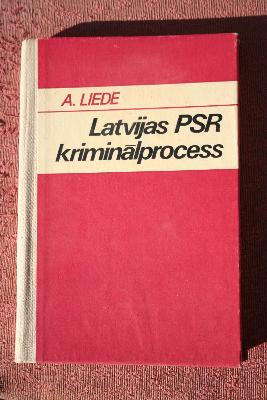 A. LIEDE
Latvijas PSR
kriminālprocess